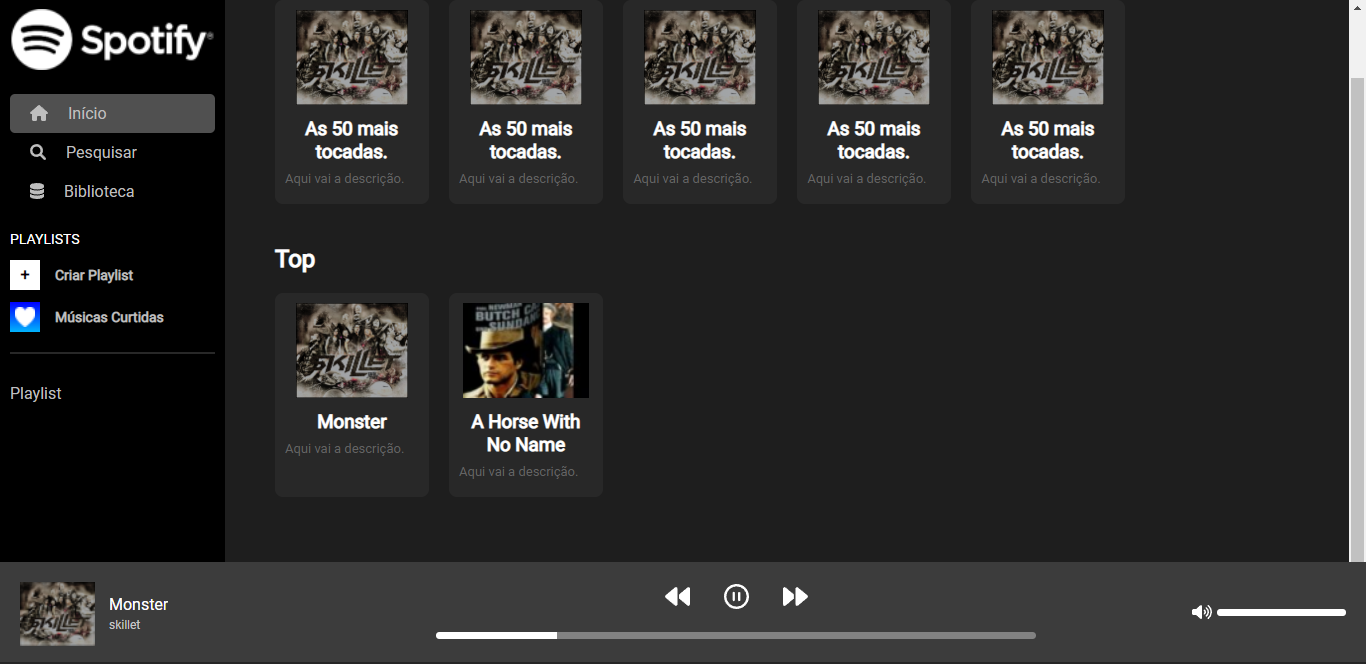 Spotify®
Início
Pesquisar
Biblioteca
PLAYLISTS
+ Criar Playlist
Músicas Curtidas
Playlist
SKILLET SKILLET SKILLET SKILLET SKILLET
As 50 mais As 50 mais As 50 mais As 50 mais As 50 mais
tocadas. tocadas. tocadas. tocadas. tocadas.
Aqui vai a descrição. Aqui vai a descrição. Aqui vai a descrição. Aqui vai a descrição. Aqui vai a descrição.
Top
SKILLET
Monster
Aqui vai a descrição.
BUTCH CA
SUNDAN
A Horse With
No Name
Aqui vai a descrição.
SKILLET
Monster
skillet